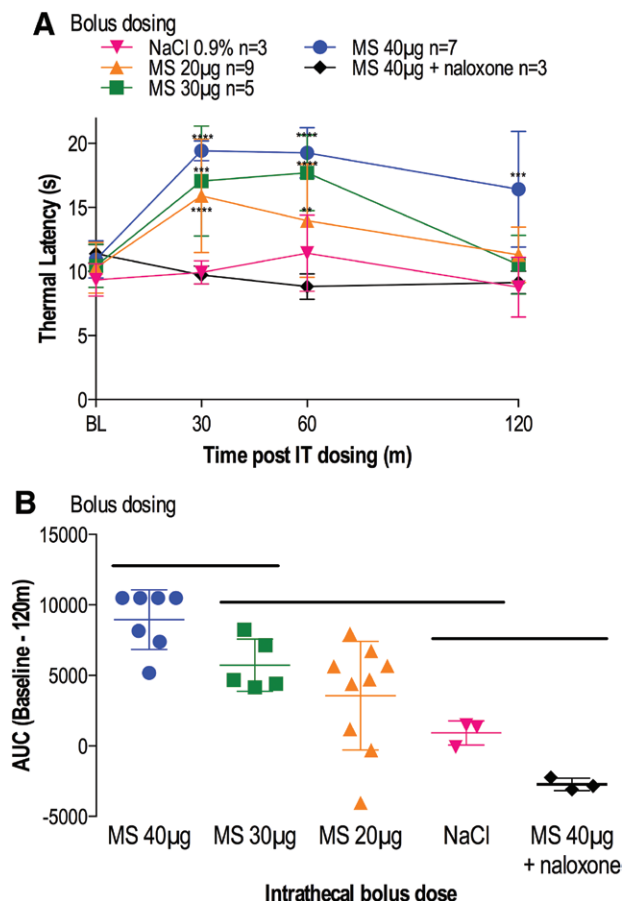 A Bolus dosing
NaCl 0.9% n=3
MS 20µg n=9
MS 30µg n=5
MS 40µg n=7
MS 40µg + naloxone n=3
Thermal Latency (s)
20
15
10
5
0
**** **** *** *** **** **** **
BL 30 60 120
Time post IT dosing (m)
B Bolus dosing
AUC (Baseline - 120m)
15000
10000
5000
0
-5000
MS 40µg MS 30µg MS 20µg NaCl MS 40µg
+ naloxone
Intrathecal bolus dose